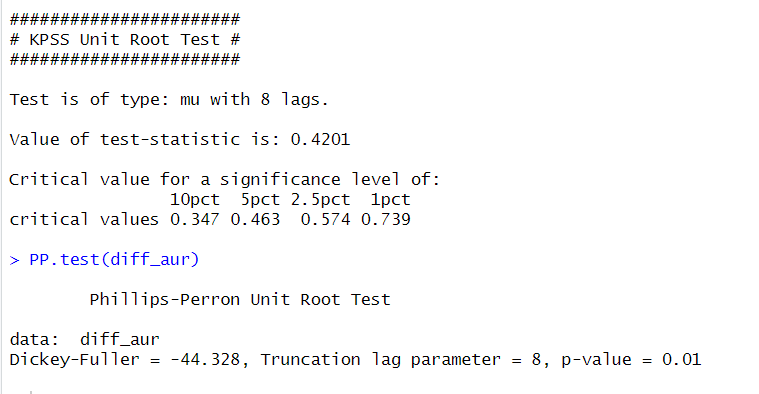 #######################
# KPSS Unit Root Test #
#######################
Test is of type: mu with 8 lags.
Value of test-statistic is: 0.4201
Critical value for a significance level of:
                10pct  5pct 2.5pct  1pct
critical values 0.347 0.463  0.574 0.739
> PP.test(diff_aur)
        Phillips-Perron Unit Root Test
data:  diff_aur
Dickey-Fuller = -44.328, Truncation lag parameter = 8, p-value = 0.01